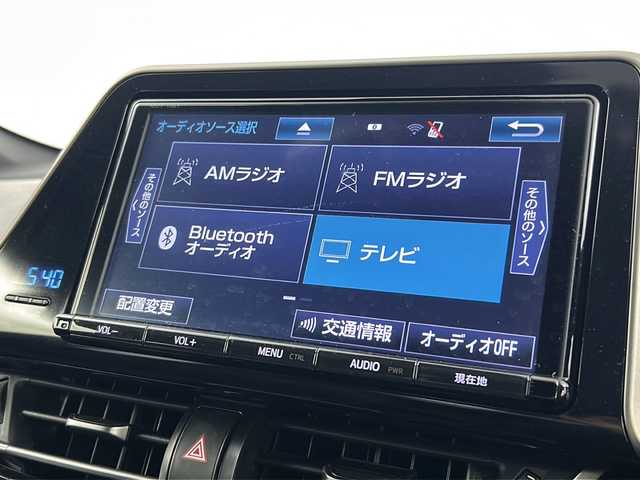 オーディオソース選択
AMラジオ
FMラジオ
その他のソース
その他のソース
Bluetooth
オーディオ
テレビ
配置変更
交通情報
オーディオOFF
5:40
VOL−
VOL+
MENU CTRL
AUDIO PWR
現在地